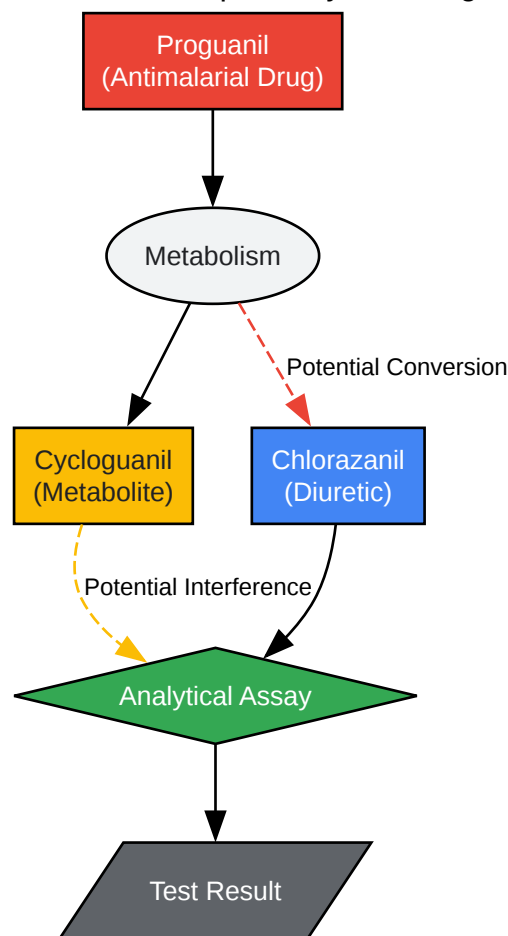 Proguanil
(Antimalarial Drug)
Metabolism
Potential Conversion
Cycloguanil
(Metabolite)
Chlorazanil
(Diuretic)
Potential Interference
Analytical Assay
Test Result